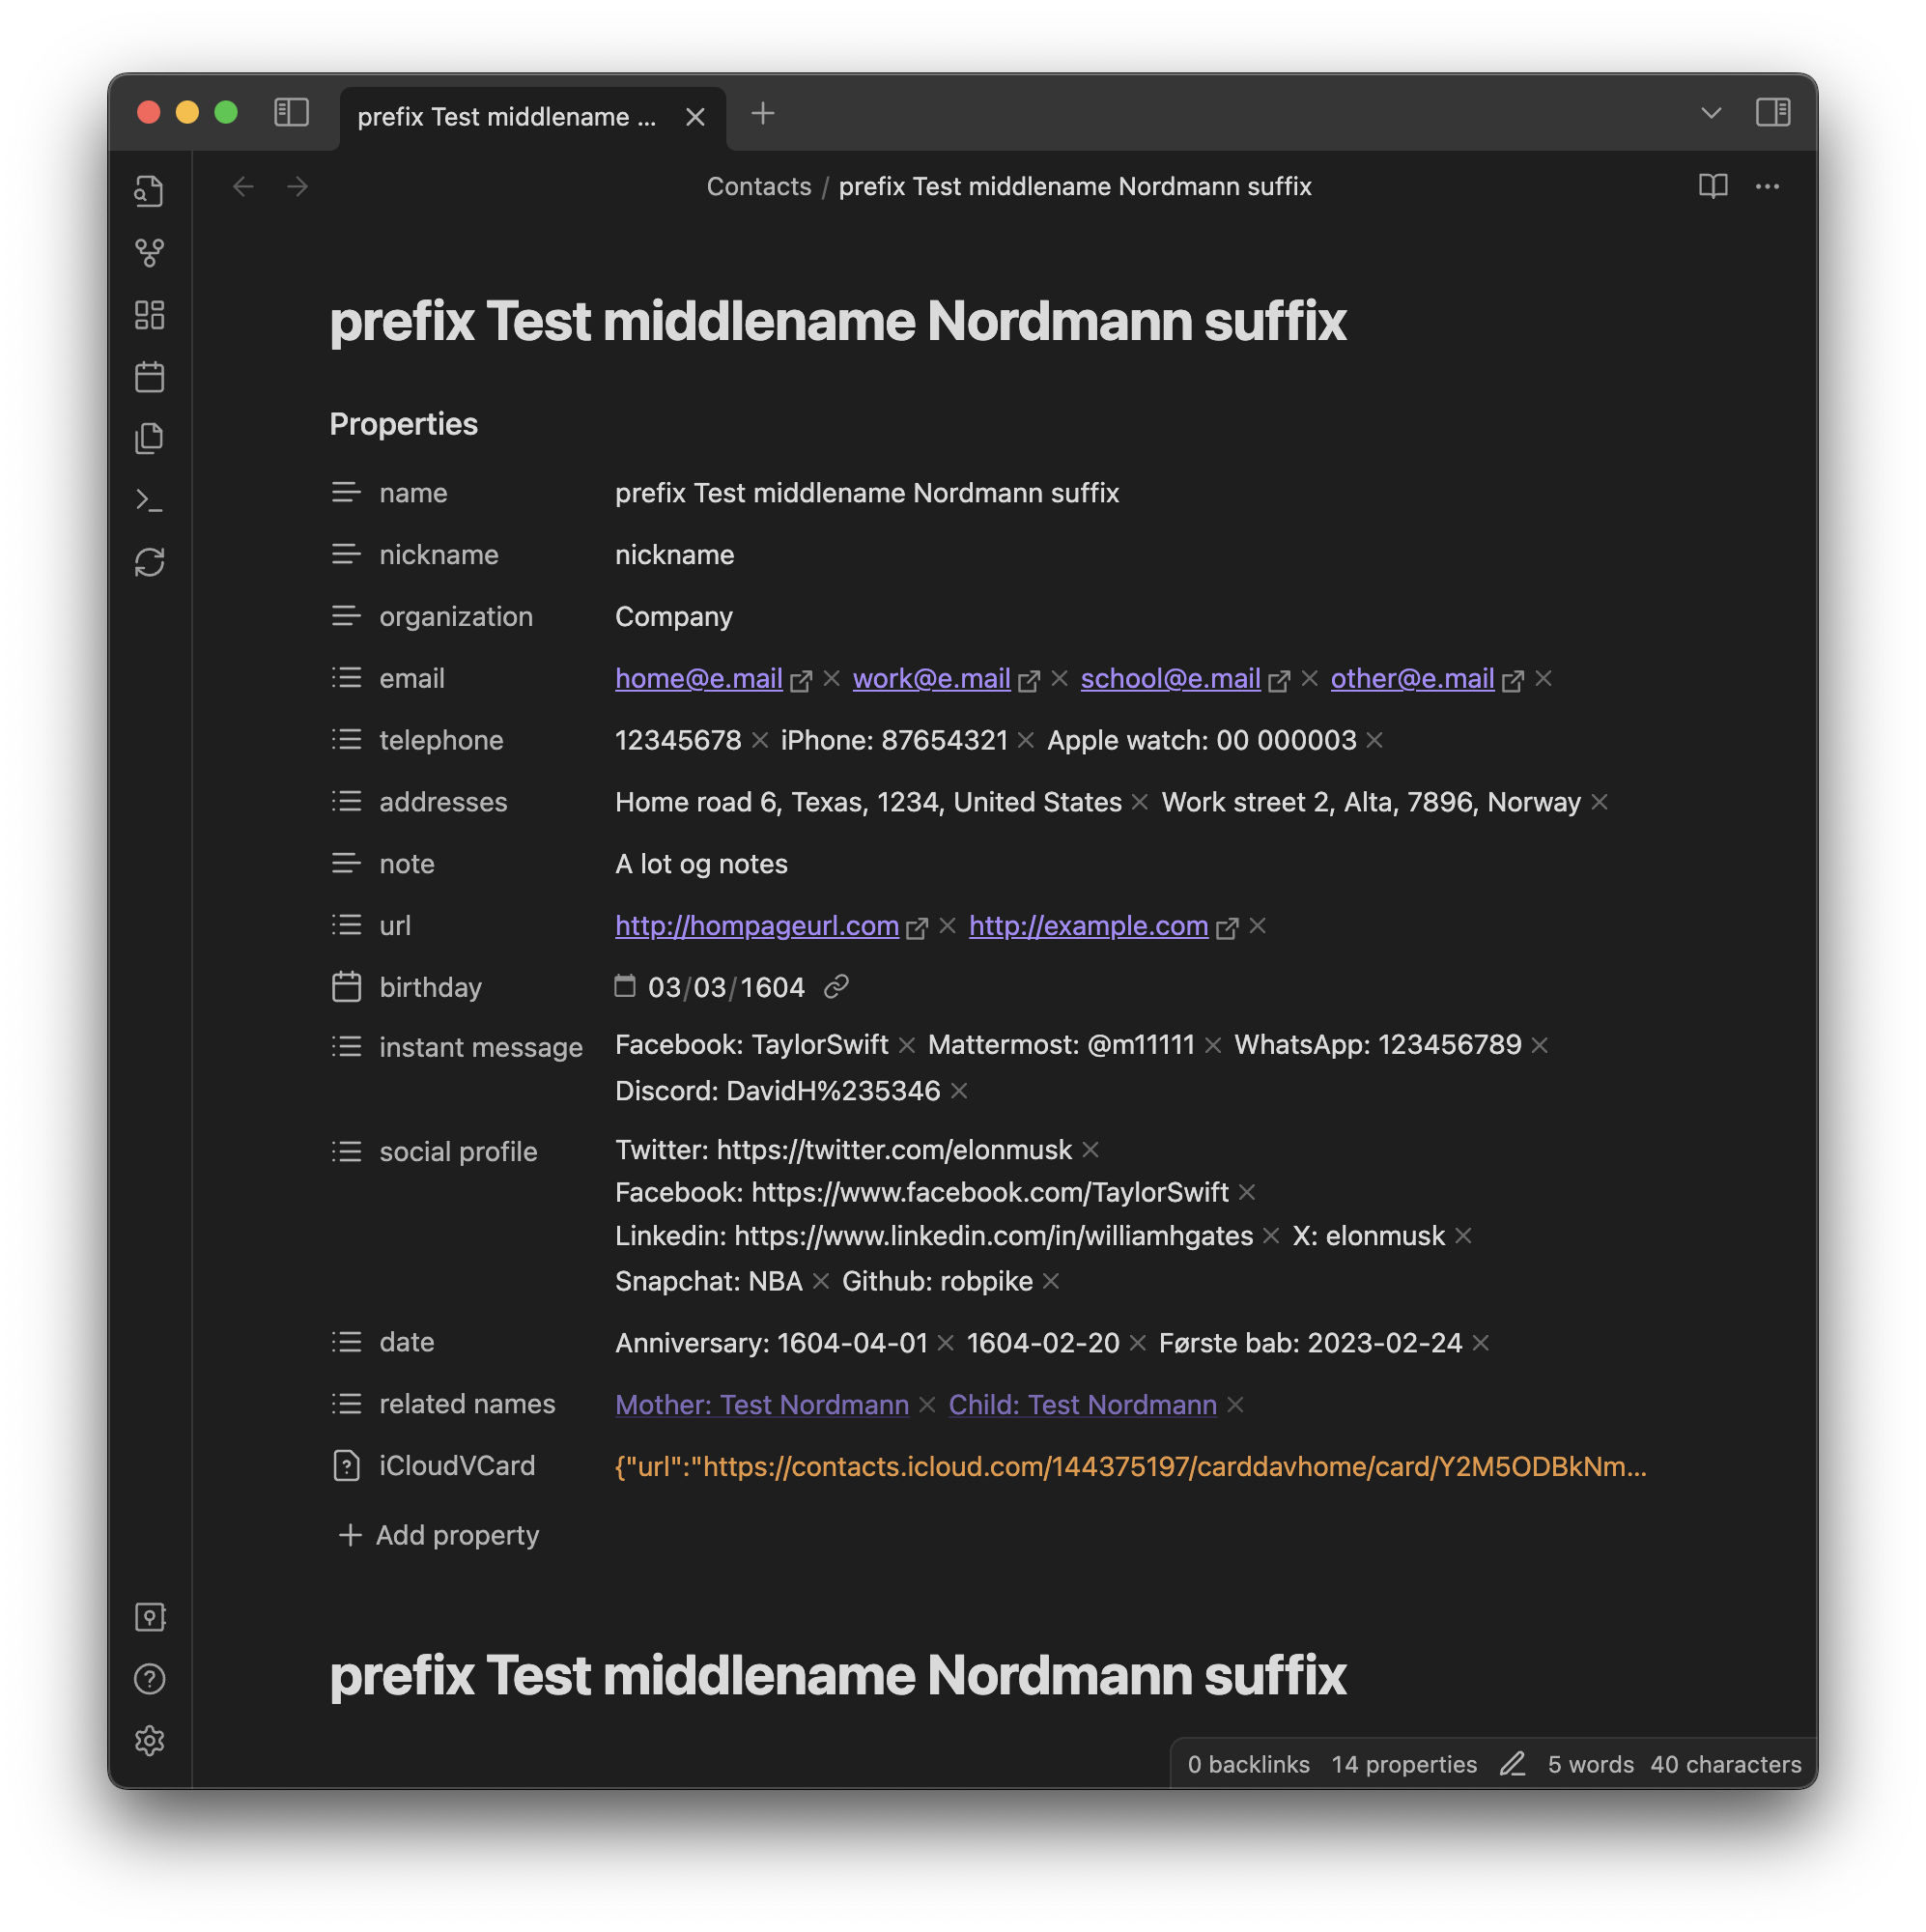 prefix Test middlename ...
Contacts / prefix Test middlename Nordmann suffix
prefix Test middlename Nordmann suffix
Properties
name prefix Test middlename Nordmann suffix
nickname nickname
organization Company
email home@e.mail work@e.mail school@e.mail other@e.mail
telephone 12345678 iPhone: 87654321 Apple watch: 00 000003
addresses Home road 6, Texas, 1234, United States Work street 2, Alta, 7896, Norway
note A lot og notes
url http://hompageurl.com http://example.com
birthday 03/03/1604
instant message Facebook: TaylorSwift Mattermost: @m11111 WhatsApp: 123456789
Discord: DavidH%235346
social profile Twitter: https://twitter.com/elonmusk
Facebook: https://www.facebook.com/TaylorSwift
Linkedin: https://www.linkedin.com/in/williamhgates X: elonmusk
Snapchat: NBA Github: robpike
date Anniversary: 1604-04-01 1604-02-20 Første bab: 2023-02-24
related names Mother: Test Nordmann Child: Test Nordmann
iCloudVCard {"url":"https://contacts.icloud.com/144375197/carddavhome/card/Y2M5ODBkNm...
Add property
prefix Test middlename Nordmann suffix
0 backlinks 14 properties 5 words 40 characters